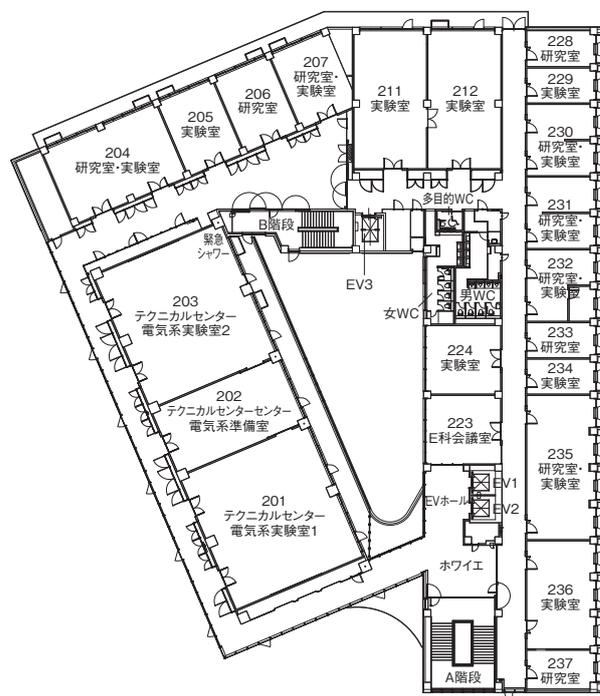 228
研究室
229
実験室
230
研究室・
実験室
231
研究室・
実験室
232
研究室・
実験室
233
研究室
234
実験室
235
研究室・
実験室
236
実験室
237
研究室
207
研究室・
実験室
206
研究室
205
実験室
204
研究室・実験室
211
実験室
212
実験室
多目的WC
B階段
緊急
シャワー
EV3
女WC
男WC
203
テクニカルセンター
電気系実験室2
202
テクニカルセンターセンター
電気系準備室
201
テクニカルセンター
電気系実験室1
224
実験室
223
E科会議室
EVホール
EV1
EV2
ホワイエ
A階段